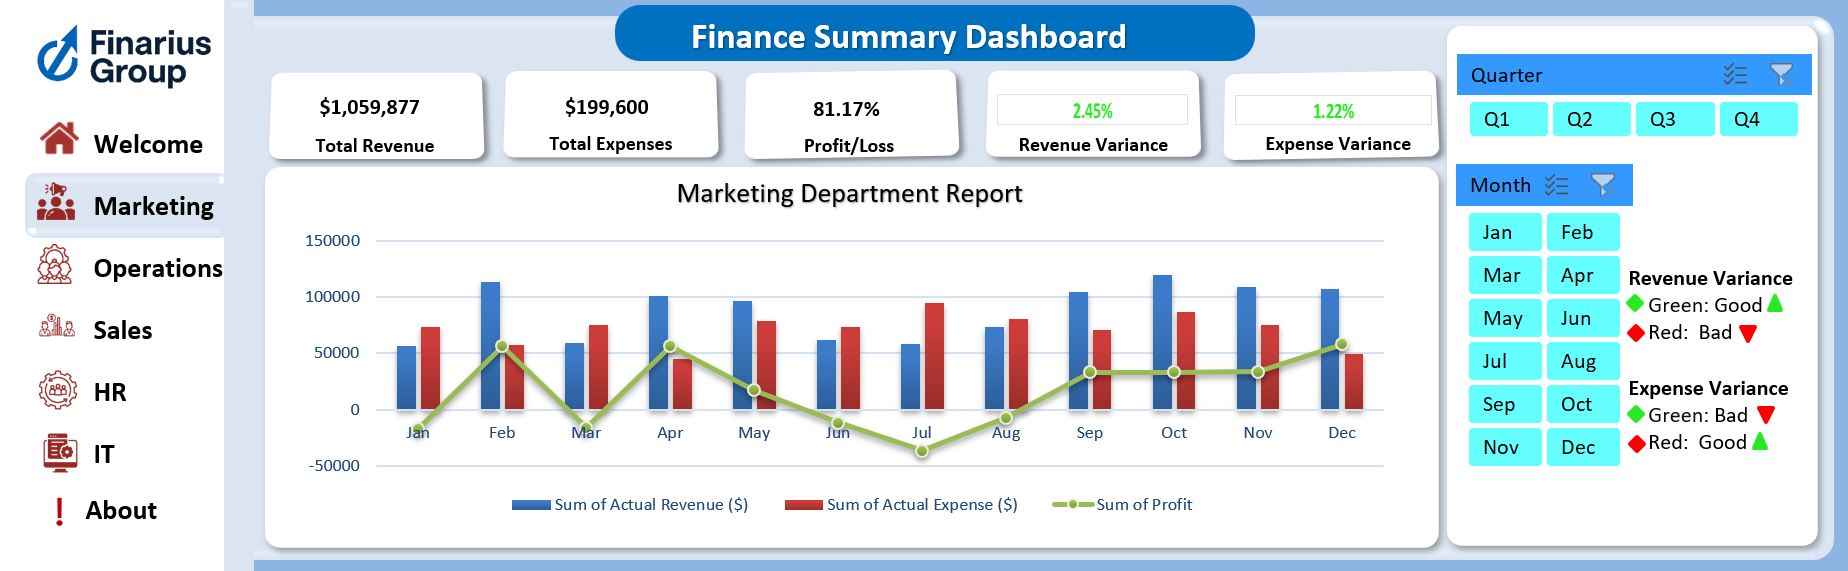 Finarius
Group
Welcome
Marketing
Operations
Sales
HR
IT
About
Finance Summary Dashboard
$1,059,877
Total Revenue
$199,600
Total Expenses
81.17%
Profit/Loss
2.45%
Revenue Variance
1.22%
Expense Variance
Marketing Department Report
150000
100000
50000
0
-50000
Jan Feb Mar Apr May Jun Jul Aug Sep Oct Nov Dec
Sum of Actual Revenue ($) Sum of Actual Expense ($) Sum of Profit
Quarter
Q1 Q2 Q3 Q4
Month
Jan Feb
Mar Apr
May Jun
Jul Aug
Sep Oct
Nov Dec
Revenue Variance
Green: Good
Red: Bad
Expense Variance
Green: Bad
Red: Good